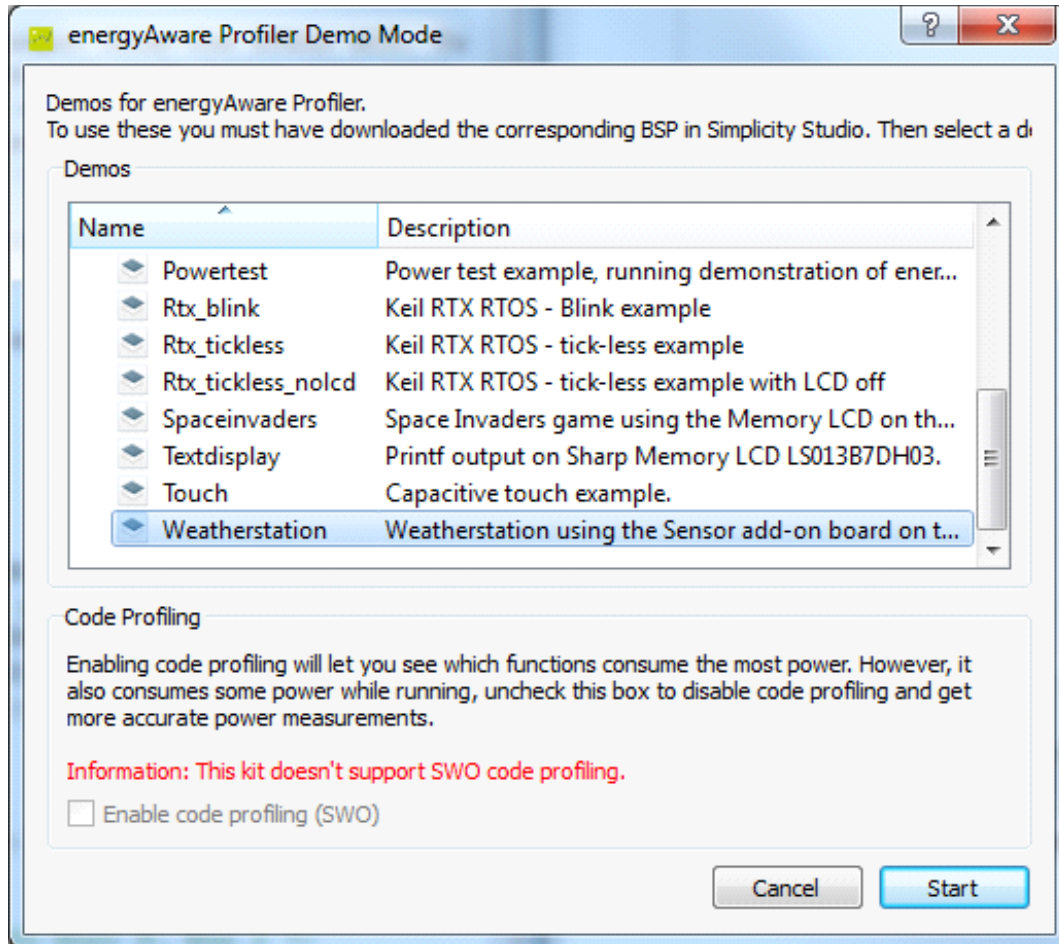 energyAware Profiler Demo Mode
Demos for energyAware Profiler.
To use these you must have downloaded the corresponding BSP in Simplicity Studio. Then select a d
Demos
Name Description
Powertest Power test example, running demonstration of ener...
Rtx_blink Keil RTX RTOS - Blink example
Rtx_tickless Keil RTX RTOS - tick-less example
Rtx_tickless_nolcd Keil RTX RTOS - tick-less example with LCD off
Spaceinvaders Space Invaders game using the Memory LCD on th...
Textdisplay Printf output on Sharp Memory LCD LS013B7DH03.
Touch Capacitive touch example.
Weatherstation Weatherstation using the Sensor add-on board on t...
Code Profiling
Enabling code profiling will let you see which functions consume the most power. However, it
also consumes some power while running, uncheck this box to disable code profiling and get
more accurate power measurements.
Information: This kit doesn't support SWO code profiling.
Enable code profiling (SWO)
Cancel Start